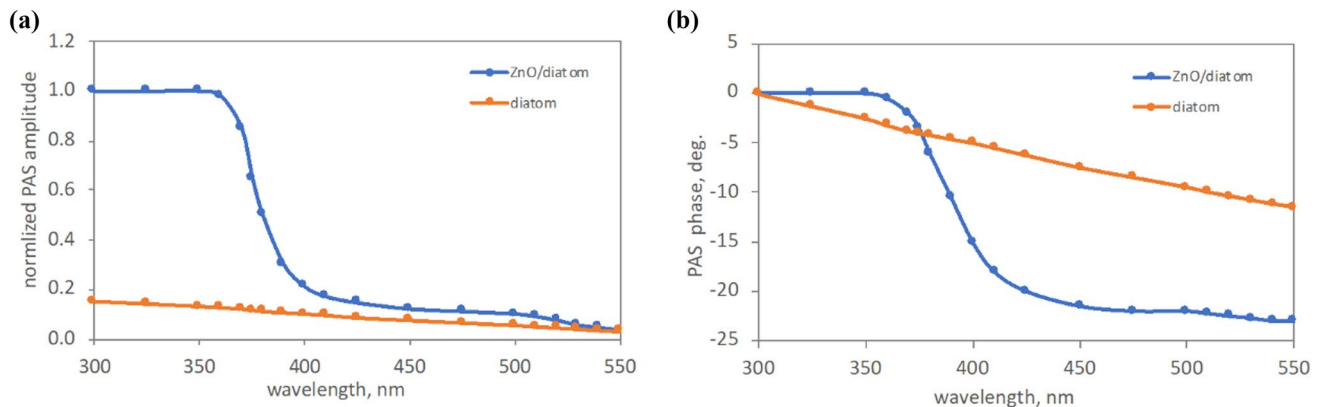 (a)
1.2
1.0
0.8
0.6
0.4
0.2
0.0
normlized PAS amplitude
ZnO/diatom
diatom
300 350 400 450 500 550
wavelength, nm
(b)
5
0
-5
-10
-15
-20
-25
PAS phase, deg.
ZnO/diatom
diatom
300 350 400 450 500 550
wavelength, nm